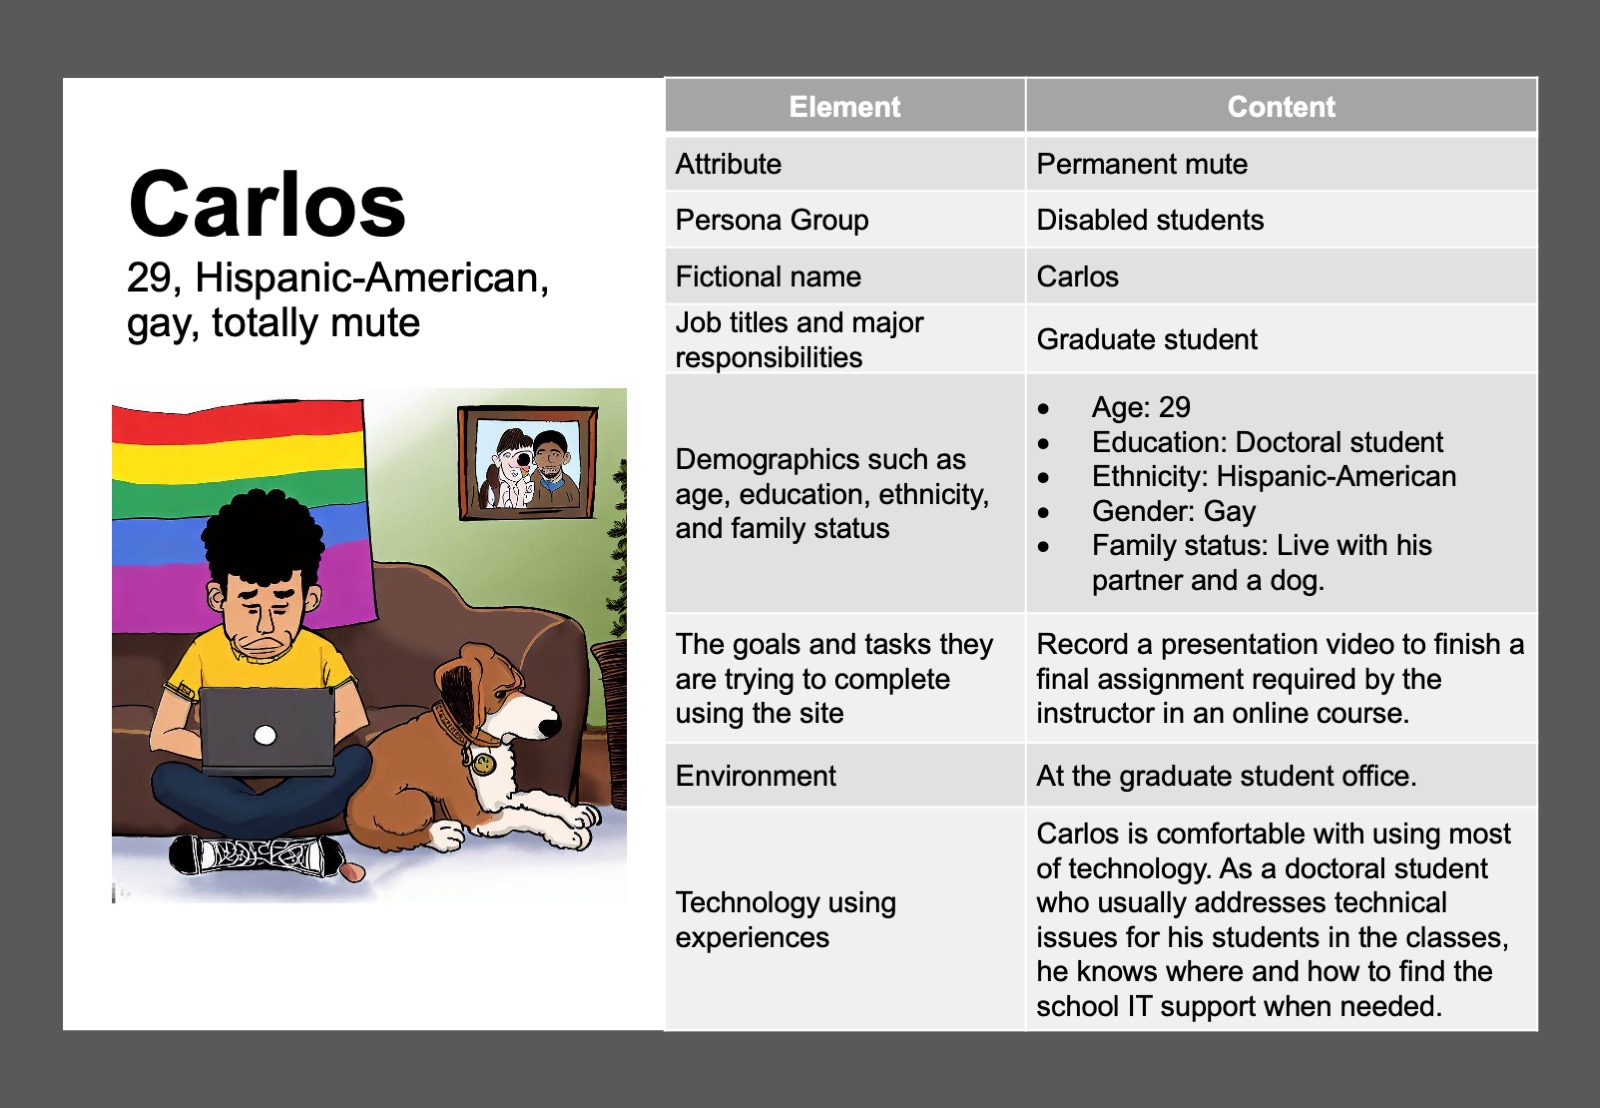 Carlos
29, Hispanic-American,
gay, totally mute
Element
Content
Attribute
Permanent mute
Persona Group
Disabled students
Fictional name
Carlos
Job titles and major
responsibilities
Graduate student
Demographics such as
age, education, ethnicity,
and family status
• Age: 29
• Education: Doctoral student
• Ethnicity: Hispanic-American
• Gender: Gay
• Family status: Live with his
partner and a dog.
The goals and tasks they
are trying to complete
using the site
Record a presentation video to finish a
final assignment required by the
instructor in an online course.
Environment
At the graduate student office.
Technology using
experiences
Carlos is comfortable with using most
of technology. As a doctoral student
who usually addresses technical
issues for his students in the classes,
he knows where and how to find the
school IT support when needed.